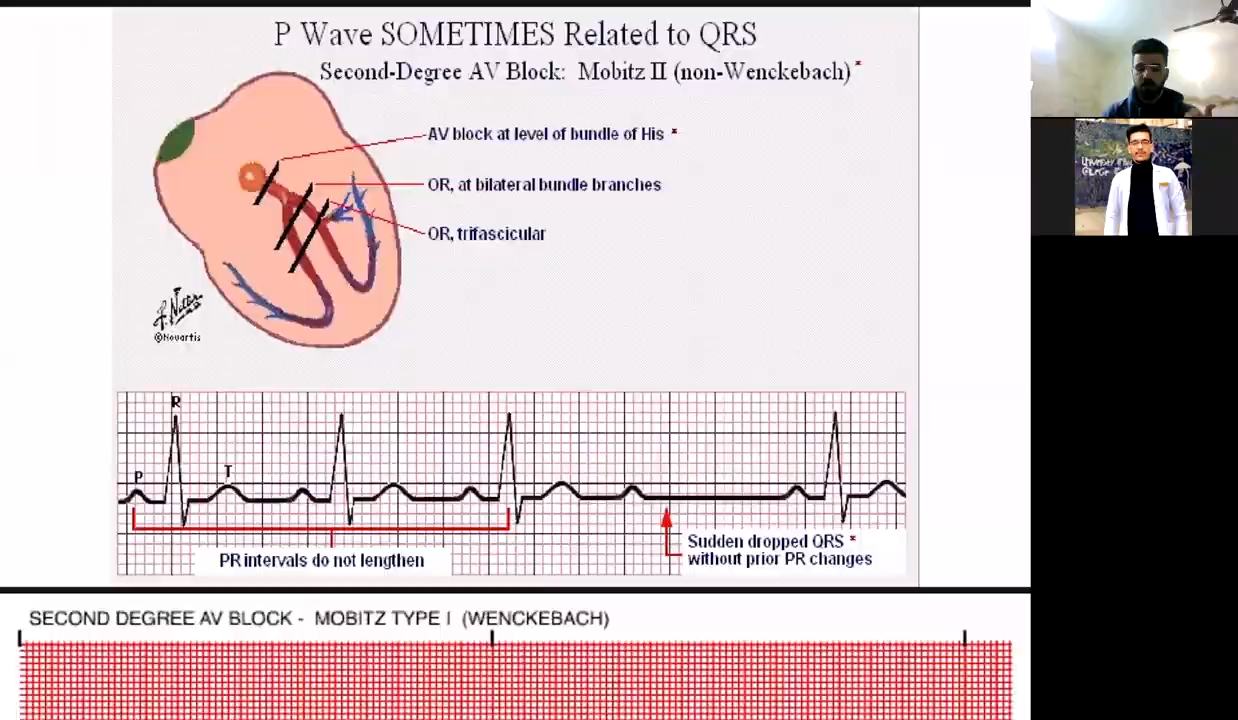 P Wave SOMETIMES Related to QRS
Second-Degree AV Block: Mobitz II (non-Wenckebach)*
AV block at level of bundle of His *
OR, at bilateral bundle branches
OR, trifascicular
©Novartis
R
P
T
PR intervals do not lengthen
Sudden dropped QRS *
without prior PR changes
SECOND DEGREE AV BLOCK - MOBITZ TYPE I (WENCKEBACH)